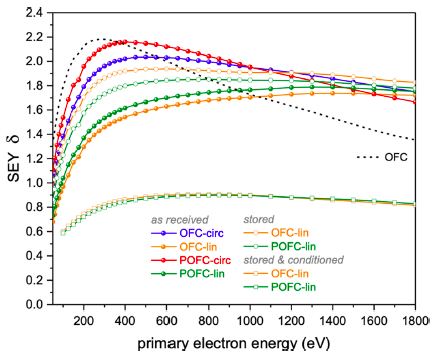 2.4
2.2
2.0
1.8
1.6
1.4
1.2
1.0
0.8
0.6
0.4
0.2
0.0
SEY δ
OFC
as received
OFC-circ
OFC-lin
POFC-circ
POFC-lin
stored
OFC-lin
POFC-lin
stored & conditioned
OFC-lin
POFC-lin
200 400 600 800 1000 1200 1400 1600 1800
primary electron energy (eV)